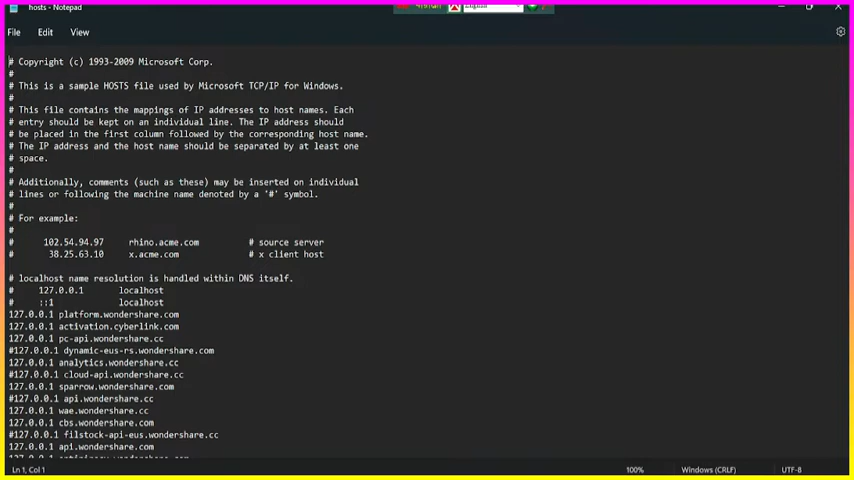 hosts - Notepad
English
File Edit View
# Copyright (c) 1993-2009 Microsoft Corp.
#
# This is a sample HOSTS file used by Microsoft TCP/IP for Windows.
#
# This file contains the mappings of IP addresses to host names. Each
# entry should be kept on an individual line. The IP address should
# be placed in the first column followed by the corresponding host name.
# The IP address and the host name should be separated by at least one
# space.
#
# Additionally, comments (such as these) may be inserted on individual
# lines or following the machine name denoted by a '#' symbol.
#
# For example:
#
# 102.54.94.97 rhino.acme.com # source server
# 38.25.63.10 x.acme.com # x client host
# localhost name resolution is handled within DNS itself.
# 127.0.0.1 localhost
# ::1 localhost
127.0.0.1 platform.wondershare.com
127.0.0.1 activation.cyberlink.com
127.0.0.1 pc-api.wondershare.cc
#127.0.0.1 dynamic-eus-rs.wondershare.com
127.0.0.1 analytics.wondershare.cc
#127.0.0.1 cloud-api.wondershare.cc
127.0.0.1 sparrow.wondershare.com
#127.0.0.1 api.wondershare.cc
127.0.0.1 wae.wondershare.cc
127.0.0.1 cbs.wondershare.com
#127.0.0.1 filstock-api-eus.wondershare.cc
127.0.0.1 api.wondershare.com
Ln 1, Col 1 100% Windows (CRLF) UTF-8